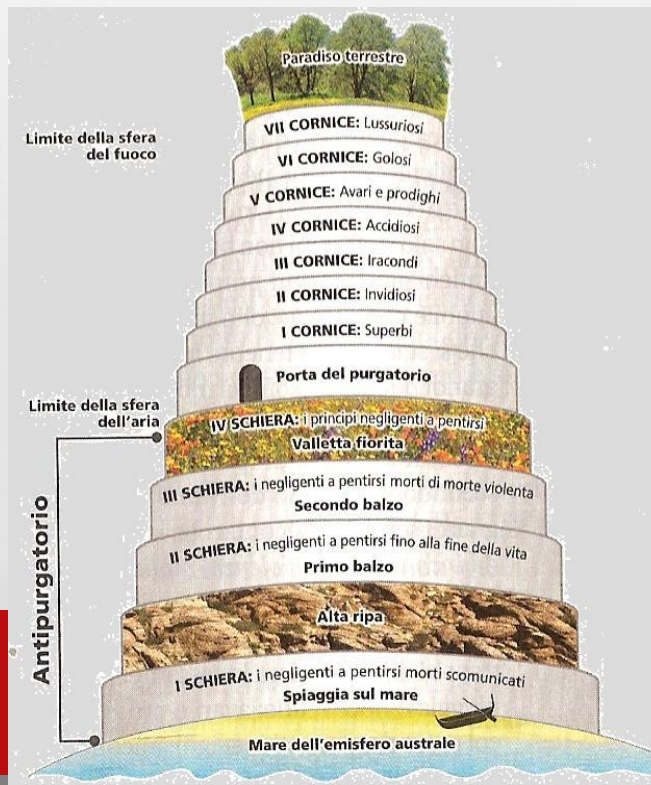 Paradiso terrestre
Limite della sfera
del fuoco
VII CORNICE: Lussuriosi
VI CORNICE: Golosi
V CORNICE: Avari e prodighi
IV CORNICE: Accidiosi
III CORNICE: Iracondi
II CORNICE: Invidiosi
I CORNICE: Superbi
Porta del purgatorio
Limite della sfera
dell'aria
IV SCHIERA: i principi negligenti a pentirsi
Valletta fiorita
Antipurgatorio
III SCHIERA: i negligenti a pentirsi morti di morte violenta
Secondo balzo
II SCHIERA: i negligenti a pentirsi fino alla fine della vita
Primo balzo
Alta ripa
I SCHIERA: i negligenti a pentirsi morti scomunicati
Spiaggia sul mare
Mare dell'emisfero australe